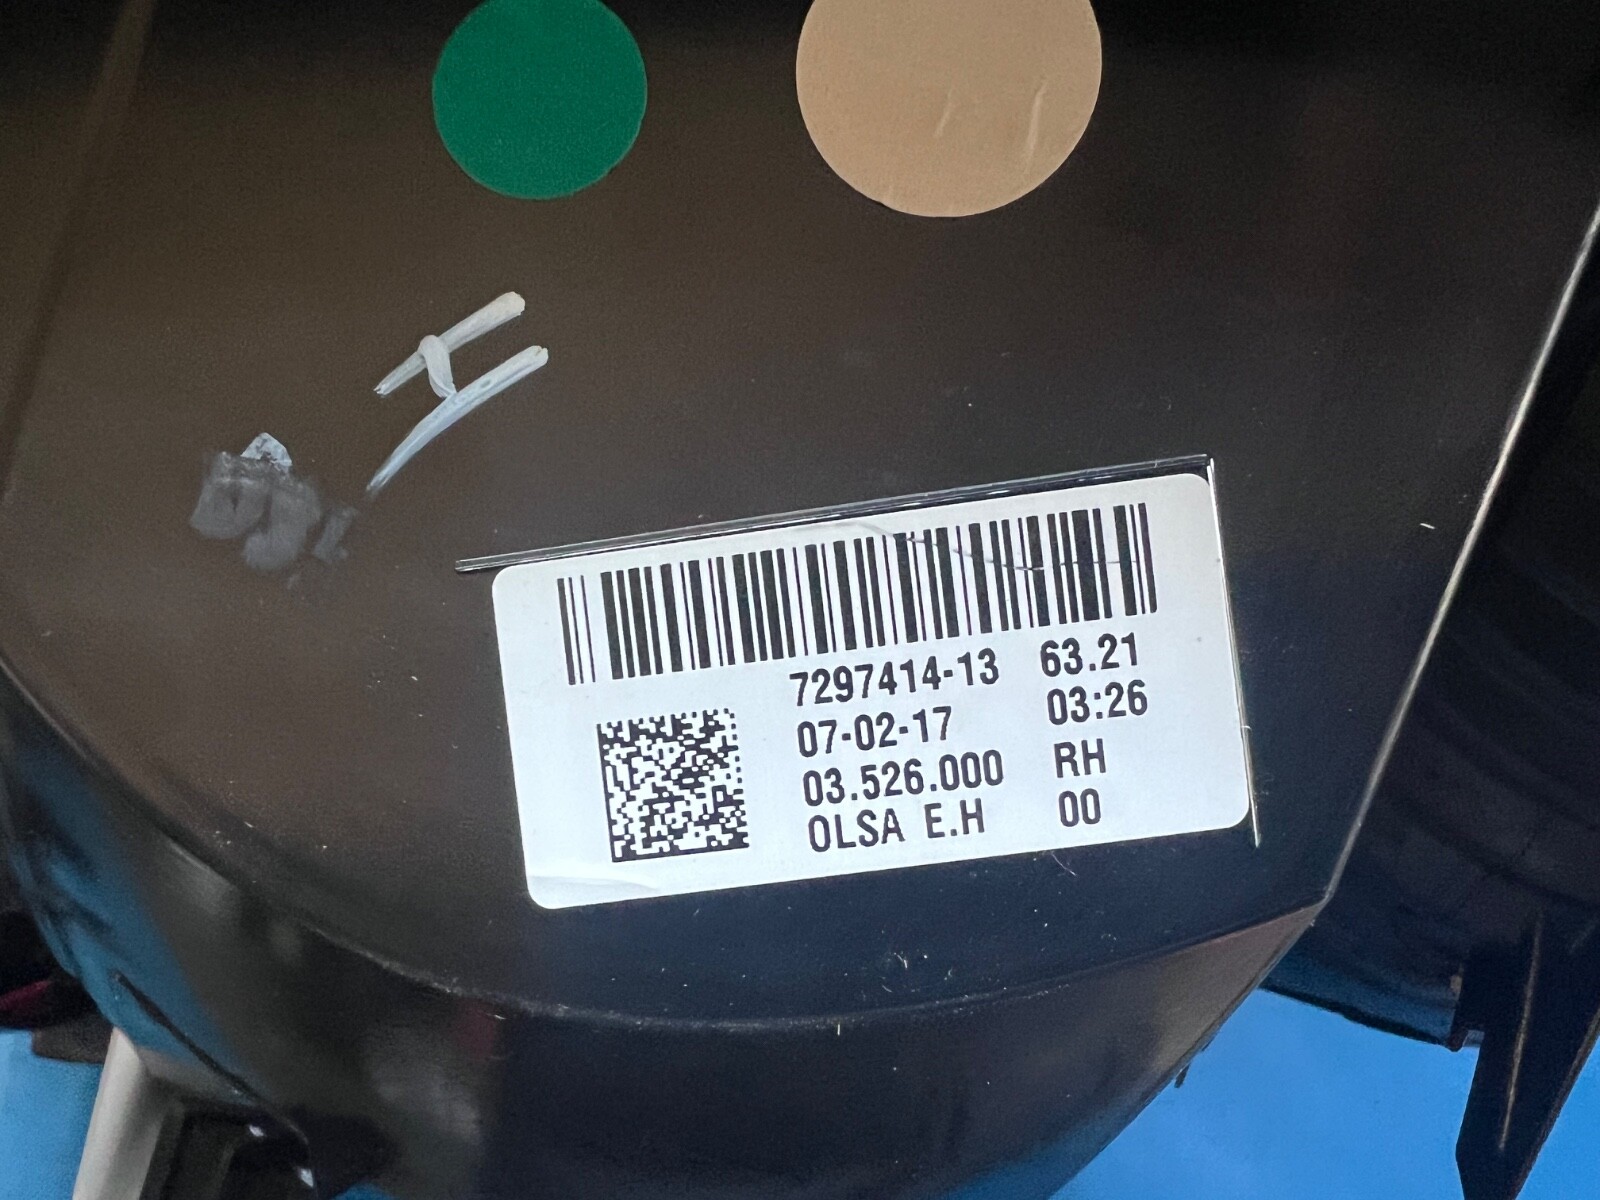 H
7297414-13 63.21
07-02-17 03:26
03.526.000 RH
OLSA E.H 00